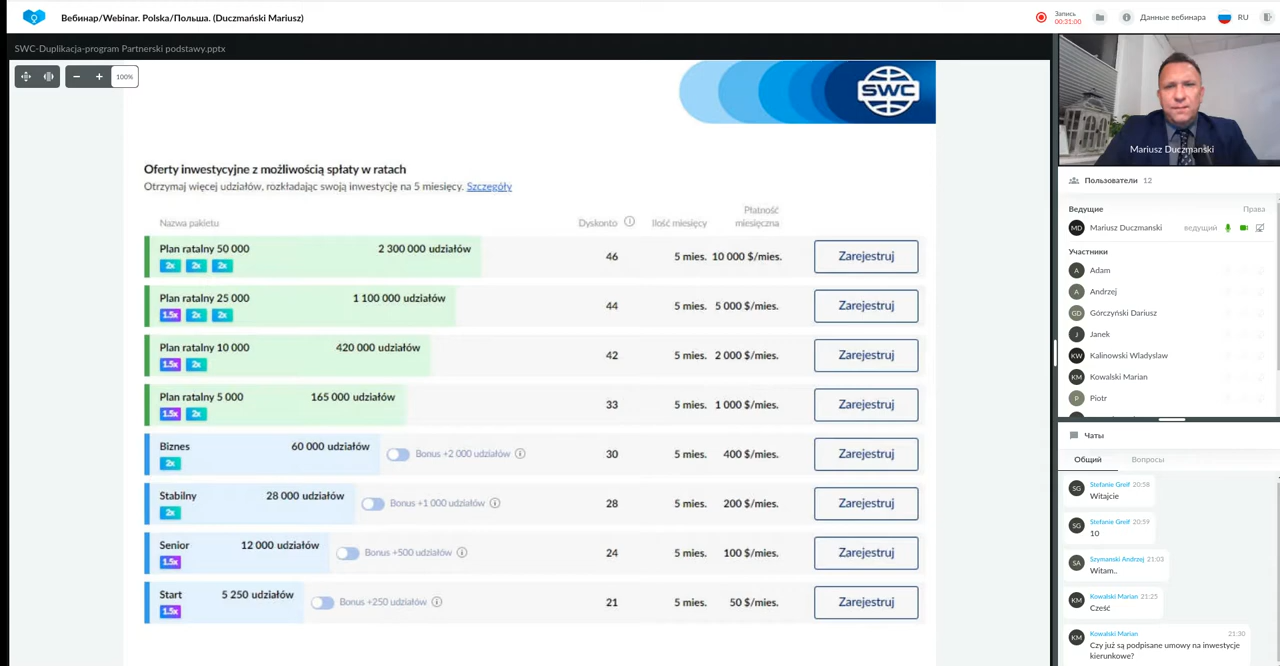 Вебинар/Webinar. Polska/Польша. (Duczmański Mariusz)
Запись
00:31:00
Данные вебинара
RU
SWC-Duplikacja-program Partnerski podstawy.pptx
100%
SWC
Oferty inwestycyjne z możliwością spłaty w ratach
Otrzymaj więcej udziałów, rozkładając swoją inwestycję na 5 miesięcy. Szczegóły
Nazwa pakietu
Dyskonto
Ilość miesięcy
Płatność
miesięczna
Plan ratalny 50 000 2 300 000 udziałów 46 5 mies. 10 000 $/mies. Zarejestruj
2x 2x 2x
Plan ratalny 25 000 1 100 000 udziałów 44 5 mies. 5 000 $/mies. Zarejestruj
1.5x 2x 2x
Plan ratalny 10 000 420 000 udziałów 42 5 mies. 2 000 $/mies. Zarejestruj
1.5x 2x
Plan ratalny 5 000 165 000 udziałów 33 5 mies. 1 000 $/mies. Zarejestruj
1.5x 2x
Biznes 60 000 udziałów Bonus +2 000 udziałów 30 5 mies. 400 $/mies. Zarejestruj
2x
Stabilny 28 000 udziałów Bonus +1 000 udziałów 28 5 mies. 200 $/mies. Zarejestruj
2x
Senior 12 000 udziałów Bonus +500 udziałów 24 5 mies. 100 $/mies. Zarejestruj
1.5x
Start 5 250 udziałów Bonus +250 udziałów 21 5 mies. 50 $/mies. Zarejestruj
1.5x
Mariusz Duczmański
Пользователи 12
Ведущие Права
MD Mariusz Duczmanski ведущий
Участники
A Adam
A Andrzej
GD Górczyński Dariusz
J Janek
KW Kalinowski Wladyslaw
KM Kowalski Marian
P Piotr
Чаты
Общий Вопросы
SG Stefanie Greif 20:58
Witajcie
SG Stefanie Greif 20:59
10
SA Szymanski Andrzej 21:03
Witam..
KM Kowalski Marian 21:25
Cześć
KM Kowalski Marian 21:30
Czy już są podpisane umowy na inwestycje
kierunkowe?